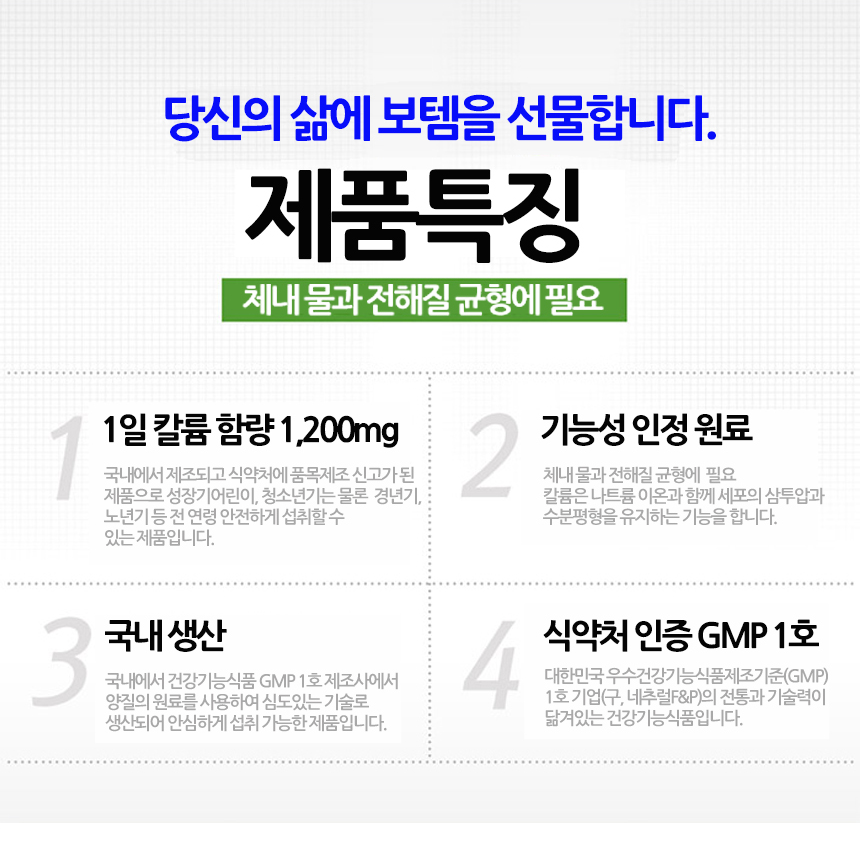 당신의 삶에 보템을 선물합니다.
제품특징
체내 물과 전해질 균형에 필요
1
1일 칼륨 함량 1,200mg
국내에서 제조되고 식약처에 품목제조 신고가 된
제품으로 성장기어린이, 청소년기는 물론 경년기,
노년기 등 전 연령 안전하게 섭취할 수
있는 제품입니다.
2
기능성 인정 원료
체내 물과 전해질 균형에 필요
칼륨은 나트륨 이온과 함께 세포의 삼투압과
수분평형을 유지하는 기능을 합니다.
3
국내 생산
국내에서 건강기능식품 GMP 1호 제조사에서
양질의 원료를 사용하여 심도있는 기술로
생산되어 안심하게 섭취 가능한 제품입니다.
4
식약처 인증 GMP 1호
대한민국 우수건강기능식품제조기준(GMP)
1호 기업(구, 네추럴F&P)의 전통과 기술력이
닮겨있는 건강기능식품입니다.